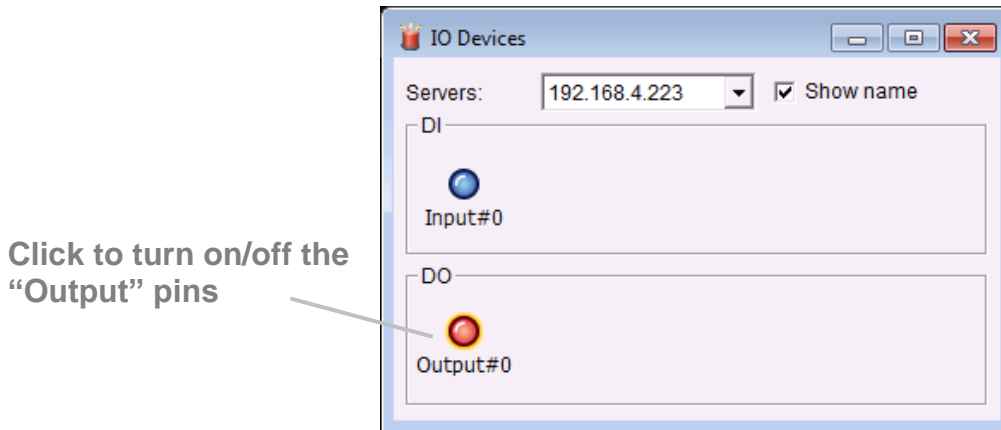 IO Devices
Servers: 192.168.4.223 Show name
DI
Input#0
Click to turn on/off the
“Output” pins
DO
Output#0